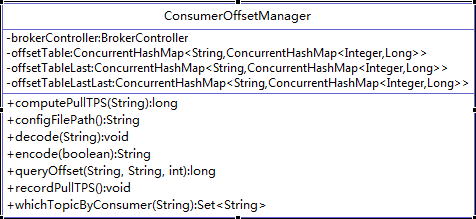 ConsumerOffsetManager
-brokerController:BrokerController
-offsetTable:ConcurrentHashMap<String,ConcurrentHashMap<Integer,Long>>
-offsetTableLast:ConcurrentHashMap<String,ConcurrentHashMap<Integer,Long>>
-offsetTableLastLast:ConcurrentHashMap<String,ConcurrentHashMap<Integer,Long>>
+computePullTPS(String):long
+configFilePath():String
+decode(String):void
+encode(boolean):String
+queryOffset(String, String, int):long
+recordPullTPS():void
+whichTopicByConsumer(String):Set<String>